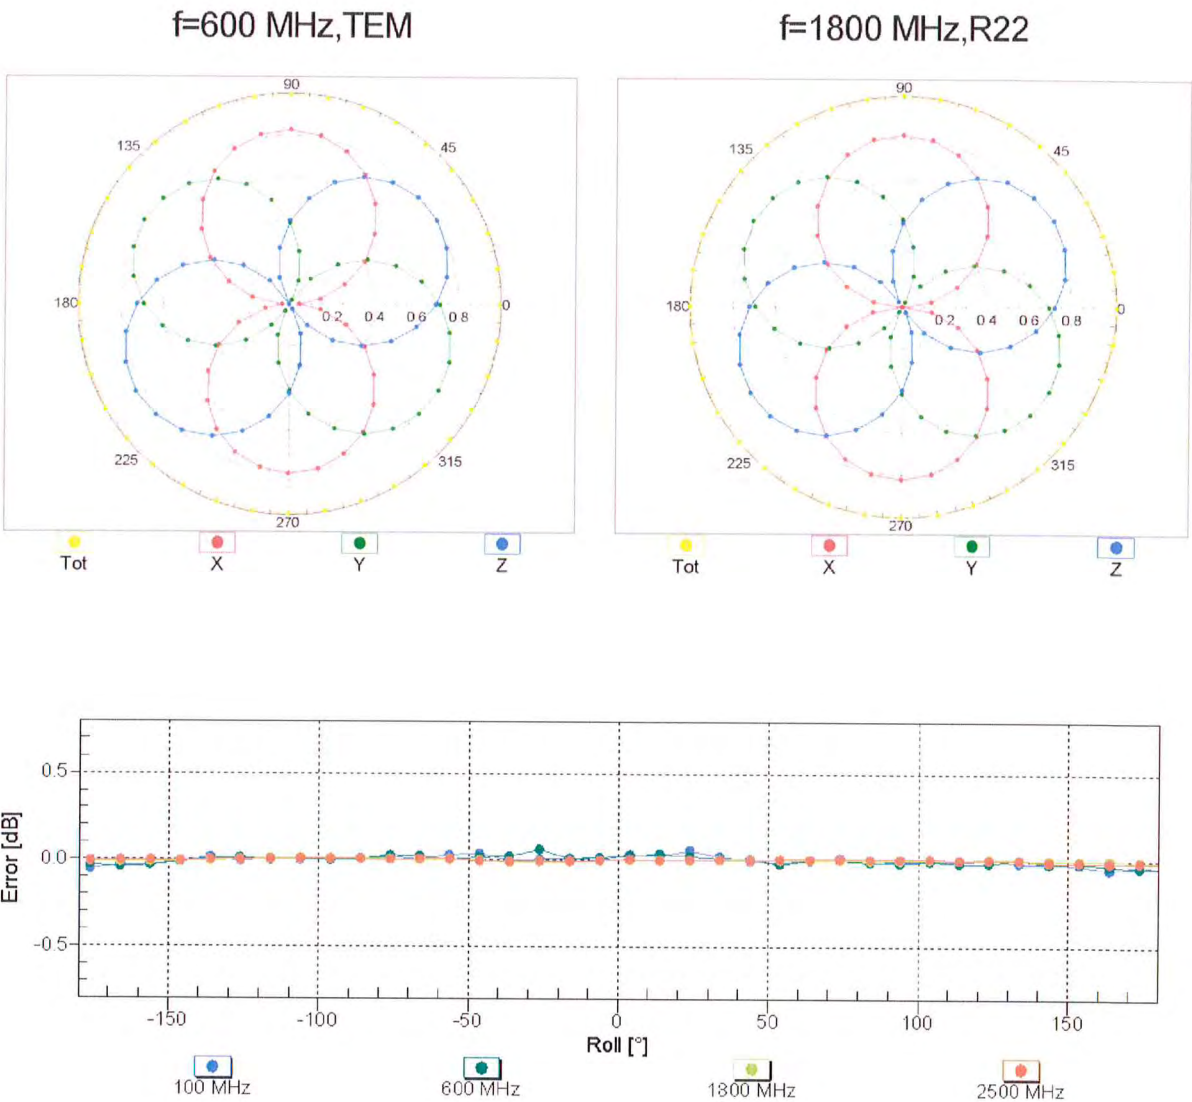 f=600 MHz,TEM
f=1800 MHz,R22
90
135
45
180
0
0.2 0.4 0.6 0.8
225
315
270
Tot X Y Z
90
135
45
180
0
0.2 0.4 0.6 0.8
225
315
270
Tot X Y Z
Error [dB]
0.5
0.0
-0.5
-150 -100 -50 0 50 100 150
Roll [°]
100 MHz 600 MHz 1800 MHz 2500 MHz